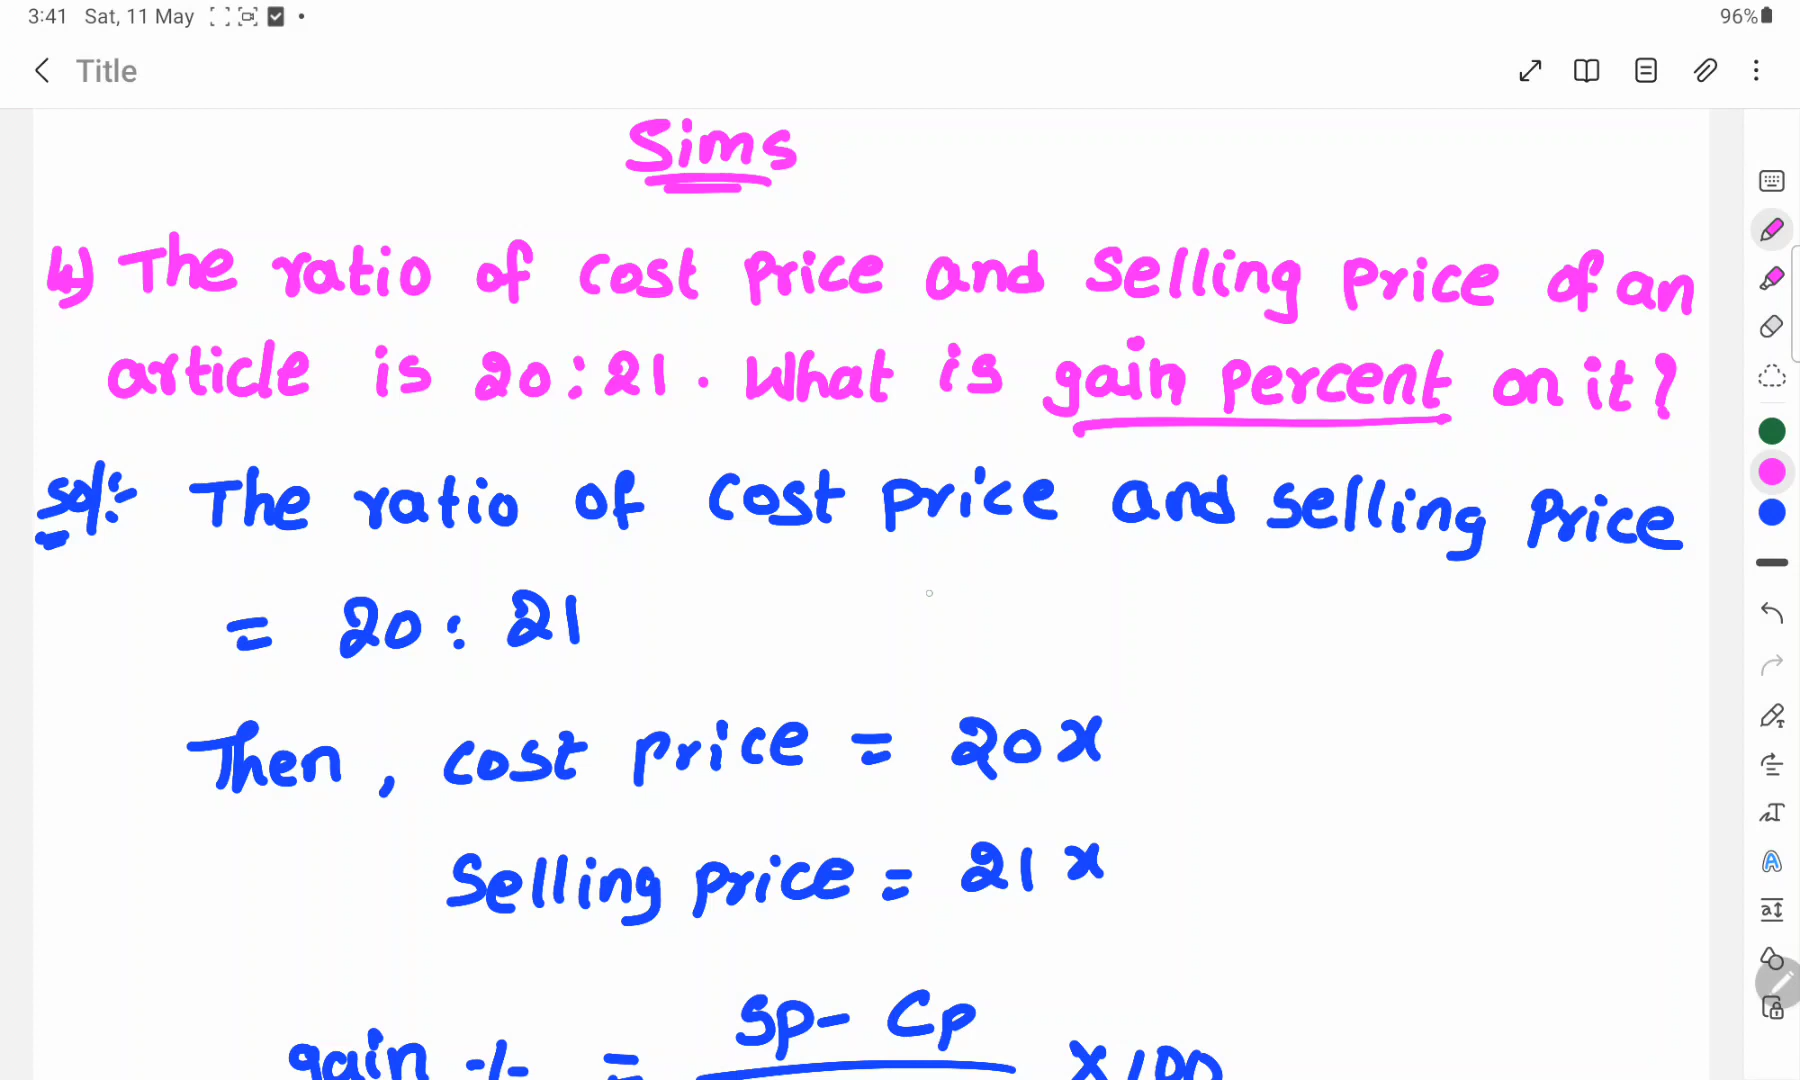 3:41 Sat, 11 May
96%
Title
Sims
4) The ratio of cost price and selling price of an
article is 20:21. What is gain percent on it?
sol:- The ratio of cost price and selling price
= 20:21
Then, cost price = 20x
Selling price = 21x
SP- CP
gain % = ×100